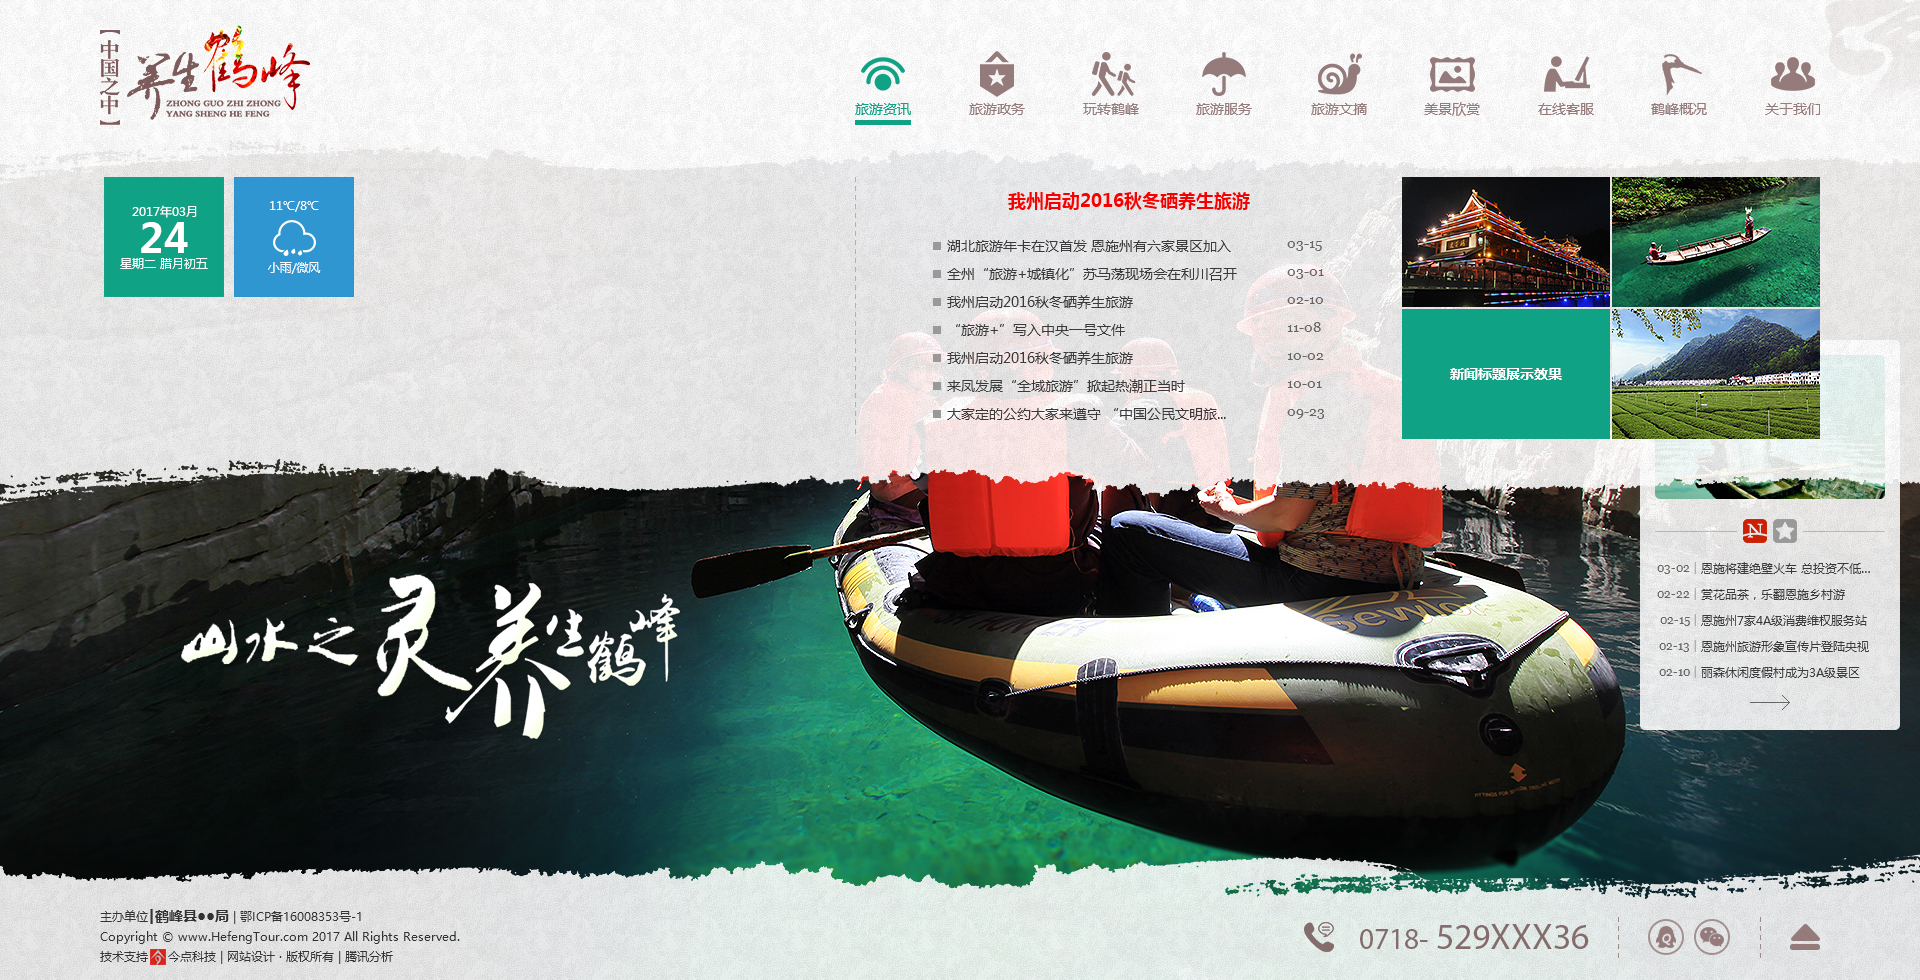 【中国之中】
养生鹤峰
ZHONG GUO ZHI ZHONG
YANG SHENG HE FENG
旅游资讯
旅游政务
玩转鹤峰
旅游服务
旅游文摘
美景欣赏
在线客服
鹤峰概况
关于我们
2017年03月
24
星期二 腊月初五
11℃/8℃
小雨/微风
我州启动2016秋冬硒养生旅游
湖北旅游年卡在汉首发 恩施州有六家景区加入 03-15
全州“旅游+城镇化”苏马荡现场会在利川召开 03-01
我州启动2016秋冬硒养生旅游 02-10
“旅游+”写入中央一号文件 11-08
我州启动2016秋冬硒养生旅游 10-02
来凤发展“全域旅游”掀起热潮正当时 10-01
大家定的公约大家来遵守 “中国公民文明旅... 09-23
新闻标题展示效果
N
03-02 | 恩施将建绝壁火车 总投资不低...
02-22 | 赏花品茶，乐翻恩施乡村游
02-15 | 恩施州7家4A级消费维权服务站
02-13 | 恩施州旅游形象宣传片登陆央视
02-10 | 丽森休闲度假村成为3A级景区
山水之灵养生鹤峰
主办单位|鹤峰县●●局 | 鄂ICP备16008353号-1
Copyright © www.HefengTour.com 2017 All Rights Reserved.
技术支持 今点科技 | 网站设计 · 版权所有 | 腾讯分析
0718- 529XXX36